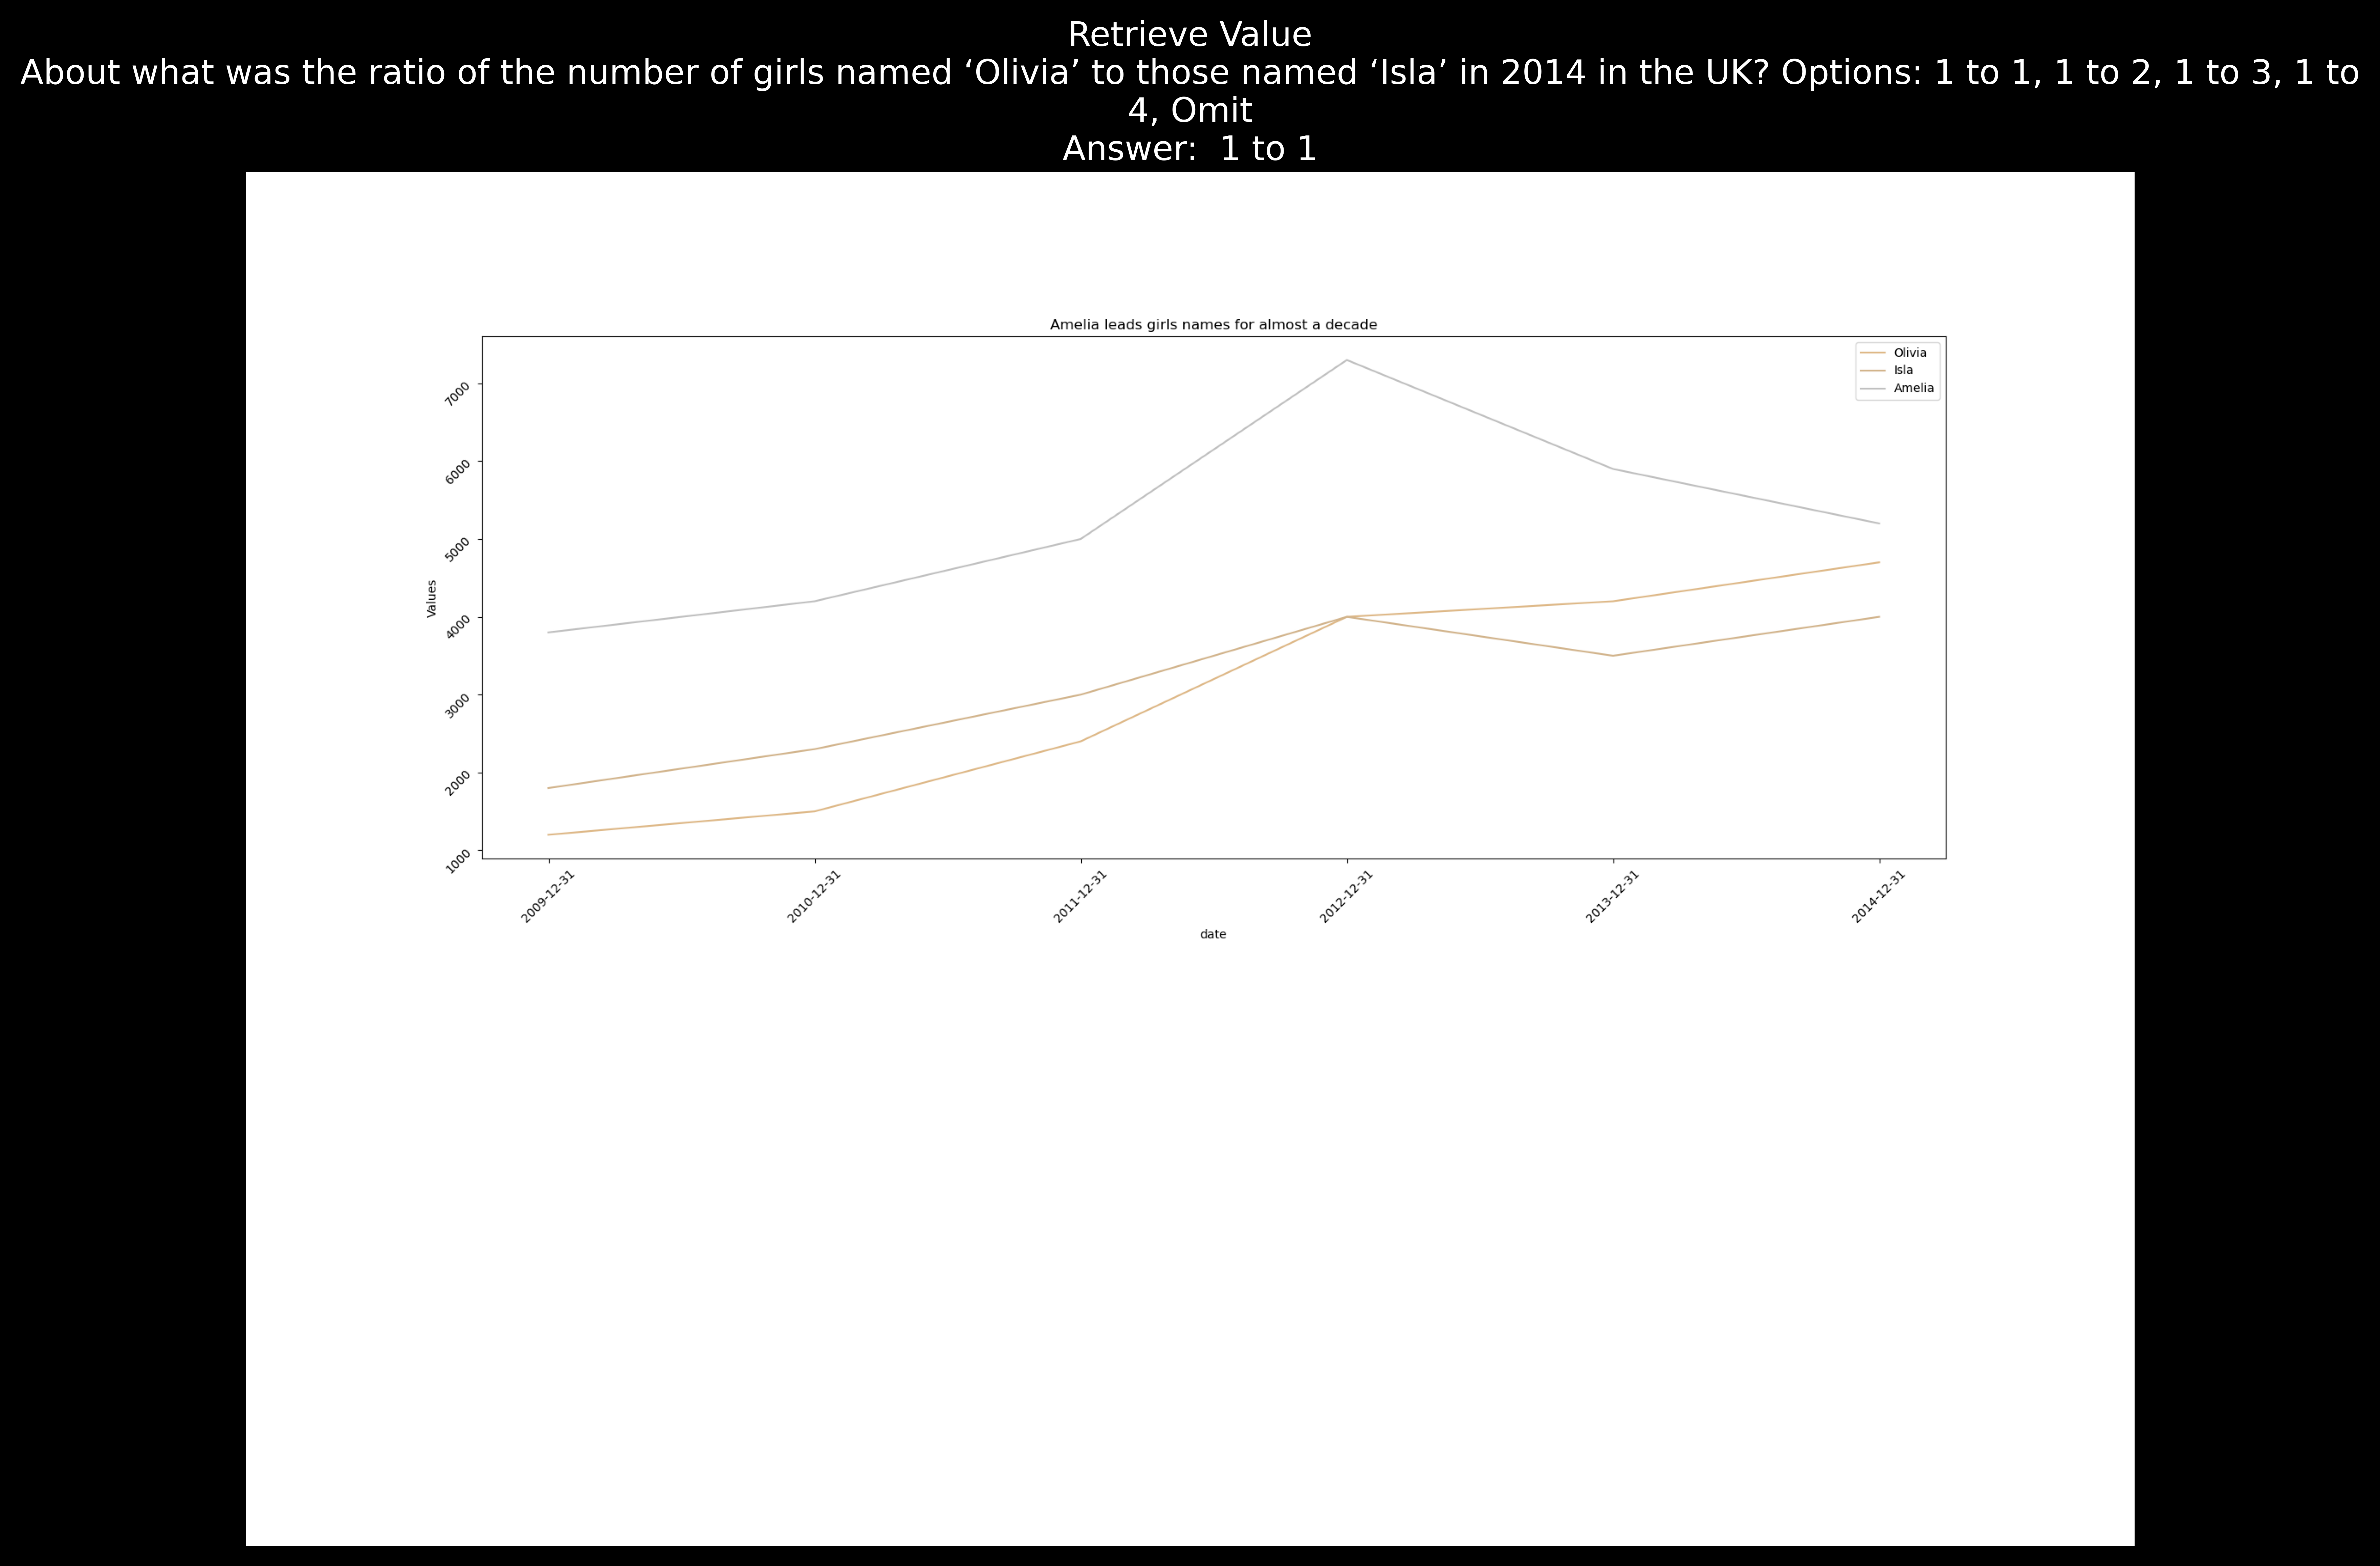 Retrieve Value
About what was the ratio of the number of girls named ‘Olivia’ to those named ‘Isla’ in 2014 in the UK? Options: 1 to 1, 1 to 2, 1 to 3, 1 to
4, Omit
Answer:  1 to 1
Amelia leads girls names for almost a decade
Olivia
Isla
Amelia
7000
6000
5000
4000
3000
2000
1000
Values
2009-12-31
2010-12-31
2011-12-31
2012-12-31
2013-12-31
2014-12-31
date